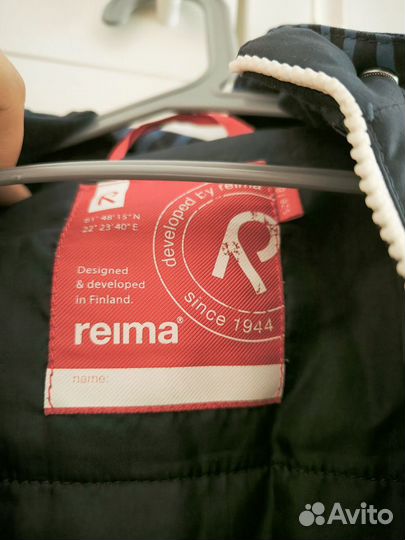 61°48'15"N
22°23'40"E
developed by reima
since 1944
Designed
& developed
in Finland.
reima®
name:
Avito